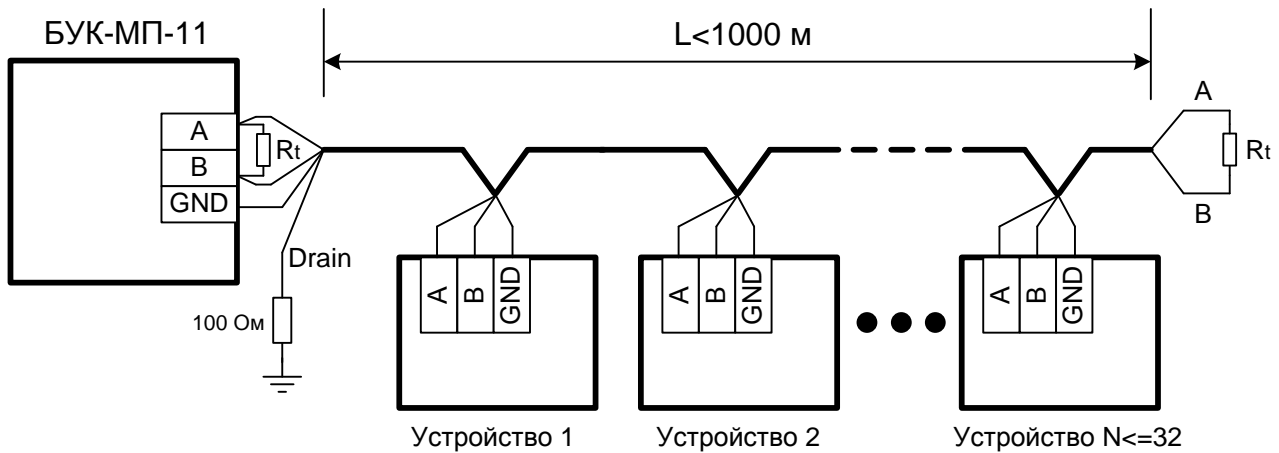 БУК-МП-11
L<1000 м
A
B
GND
Rt
Drain
100 Ом
A
B
Rt
A
B
GND
A
B
GND
A
B
GND
Устройство 1
Устройство 2
Устройство N<=32